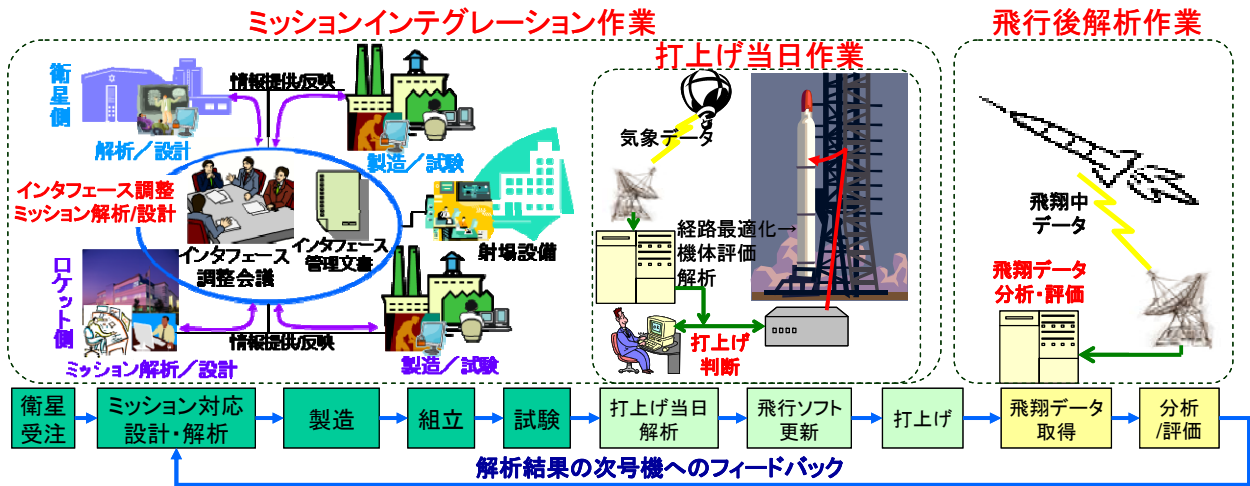 ミッションインテグレーション作業
飛行後解析作業
打上げ当日作業
衛星側
情報提供/反映
解析／設計
製造／試験
インタフェース調整
ミッション解析/設計
インタフェース
調整会議
インタフェース
管理文書
射場設備
ロケット側
情報提供/反映
ミッション解析／設計
製造／試験
気象データ
経路最適化→
機体評価
解析
打上げ
判断
飛翔中
データ
飛翔データ
分析・評価
衛星
受注
ミッション対応
設計・解析
製造
組立
試験
打上げ当日
解析
飛行ソフト
更新
打上げ
飛翔データ
取得
分析
/評価
解析結果の次号機へのフィードバック